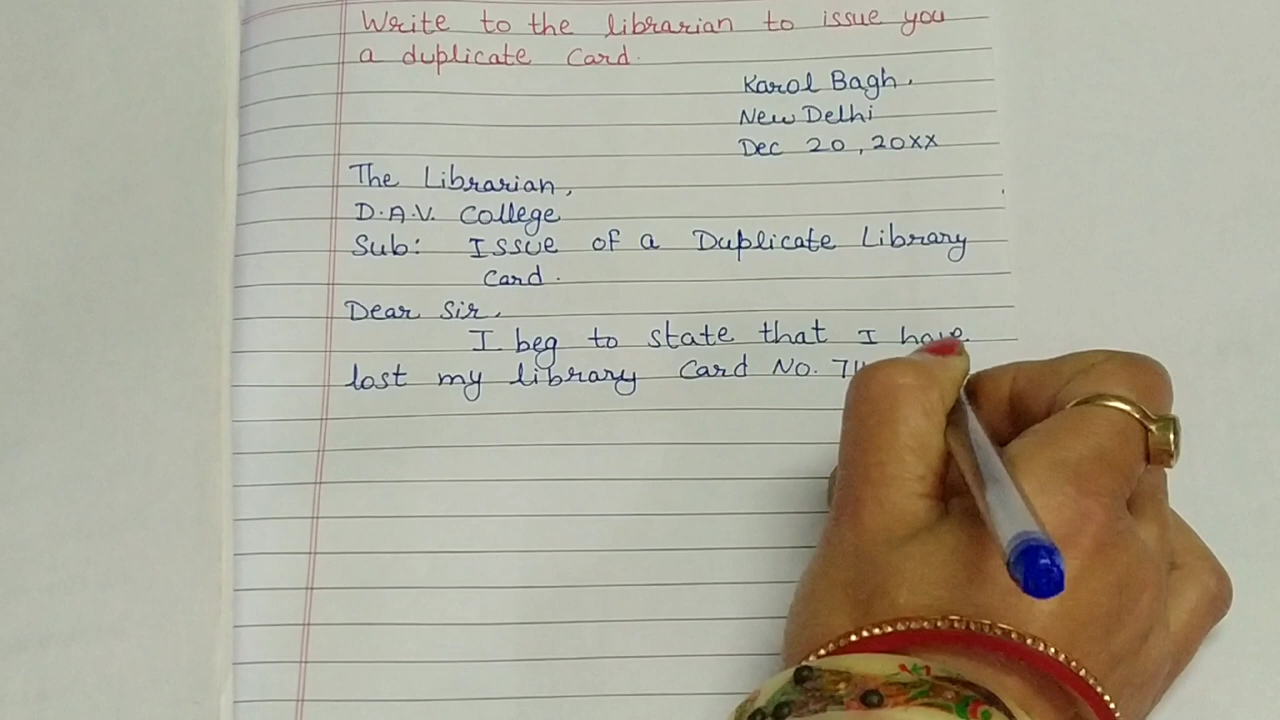 Write to the librarian to issue you
a duplicate Card.
Karol Bagh,
New Delhi
Dec 20, 20XX
The Librarian,
D.A.V. College
Sub: Issue of a Duplicate Library
Card.
Dear Sir,
I beg to state that I have
lost my library Card No.